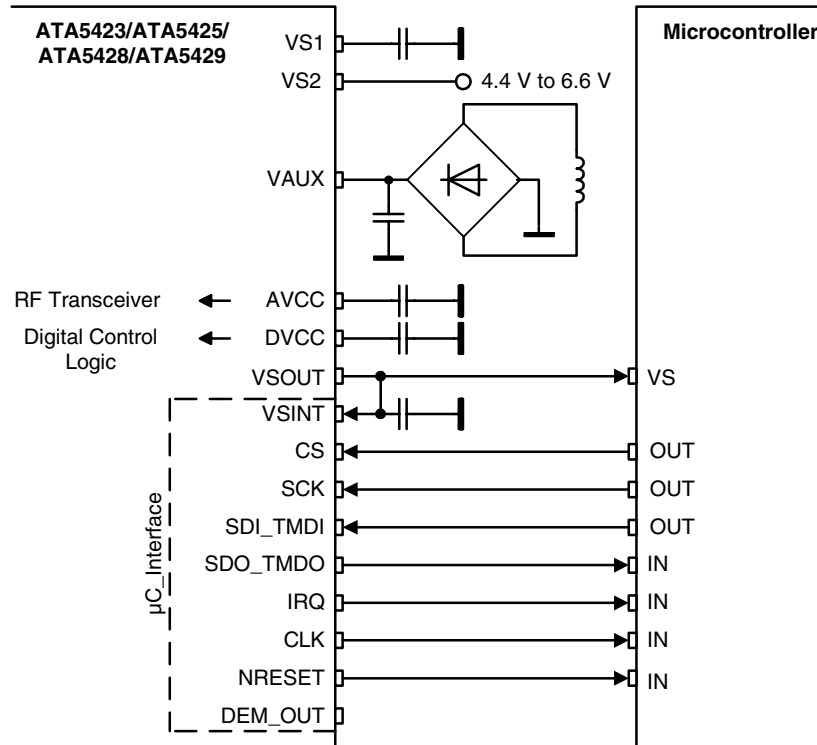 ATA5423/ATA5425/
ATA5428/ATA5429
Microcontroller
VS1
VS2
4.4 V to 6.6 V
VAUX
RF Transceiver
AVCC
Digital Control
Logic
DVCC
VSOUT
VS
VSINT
CS
OUT
SCK
OUT
SDI_TMDI
OUT
SDO_TMDO
IN
IRQ
IN
CLK
IN
NRESET
IN
DEM_OUT
µC_Interface